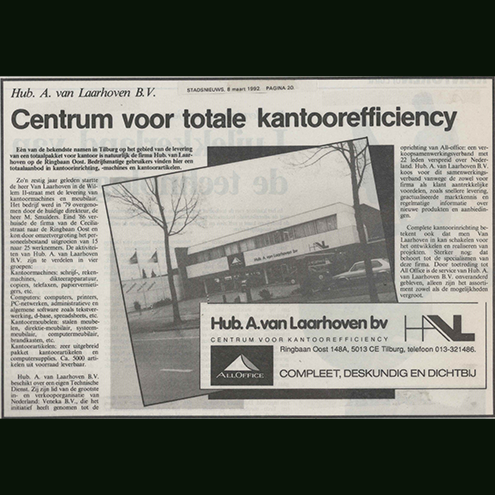 STADSNIEUWS, 8 maart 1992 PAGINA 20
Hub. A. van Laarhoven B.V.
Centrum voor totale kantoorefficiency
Eén van de bekendste namen in Tilburg op het gebied van de levering
van een totaalpakket voor kantoor is natuurlijk de firma Hub. van Laar-
hoven op de Ringbaan Oost. Bedrijfsmatige gebruikers vinden hier een
totaalaanbod in kantoorinrichting, -machines en kantoorartikelen.
Zo'n zestig jaar geleden startte
de heer Van Laarhoven in de Wil-
lem II-straat met de levering van
kantoormachines en meubilair.
Het bedrijf werd in '79 overgeno-
men door de huidige direkteur, de
heer M. Smulders. Eind '86 ver-
huisde de firma van de Cecilia-
straat naar de Ringbaan Oost en
kon door omzetvergroting het per-
soneelsbestand uitgroeien van 15
naar 25 werknemers. De aktivitei-
ten van Hub. A. van Laarhoven
B.V. zijn te verdelen in vier
groepen:
Kantoormachines: schrijf-, reken-
machines, dikteerapparatuur,
copiers, telefaxen, papierverniet-
gers, etc.
Computers: computers, printers,
PC-netwerken, administratieve en
algemene software zoals tekstver-
werking, d-base, spreadsheets, etc.
Kantoormeubelen: stalen meube-
len, direktie-meubilair, systeem-
meubilair, computermeubilair,
brandkasten, etc.
Kantoorartikelen: zeer uitgebreid
pakket kantoorartikelen en
computersupplies. Ca. 5000 arti-
kelen uit voorraad leverbaar.
Hub. A. van Laarhoven B.V.
beschikt over een eigen Technische
Dienst. Zij zijn lid van de grootste
in- en verkooporganisatie van
Nederland: Veneka B.V., die het
initiatief heeft genomen tot de
oprichting van All-office: een ver-
koopsamenwerkingsverband met
22 leden verspreid over Neder-
land. Hub. A. van Laarhoven B.V.
koos voor dit samenwerkings-
verband vanwege de zowel voor
de firma als klant aantrekkelijke
voordelen, zoals snellere levering,
geactualiseerde marktkennis en
regelmatige informatie over
nieuwe produkten en aanbiedin-
gen.
Complete kantoorinrichting be-
tekent ook dat men Van
Laarhoven in kan schakelen voor
het ontwikkelen en realiseren van
projekten. Sterker nog: dat
behoort tot de specialismen van
deze firma. Door toetreding tot
All Office is de service van Hub. A.
van Laarhoven B.V. onveranderd
gebleven, alleen zijn het assorti-
ment zowel als de mogelijkheden
vergroot.
Hub. A. van Laarhoven bv
Hub. A. van Laarhoven bv
CENTRUM VOOR KANTOOREFFICIENCY
HAVL
Ringbaan Oost 148A, 5013 CE Tilburg, telefoon 013-321486.
ALLOFFICE
COMPLEET, DESKUNDIG EN DICHTBIJ